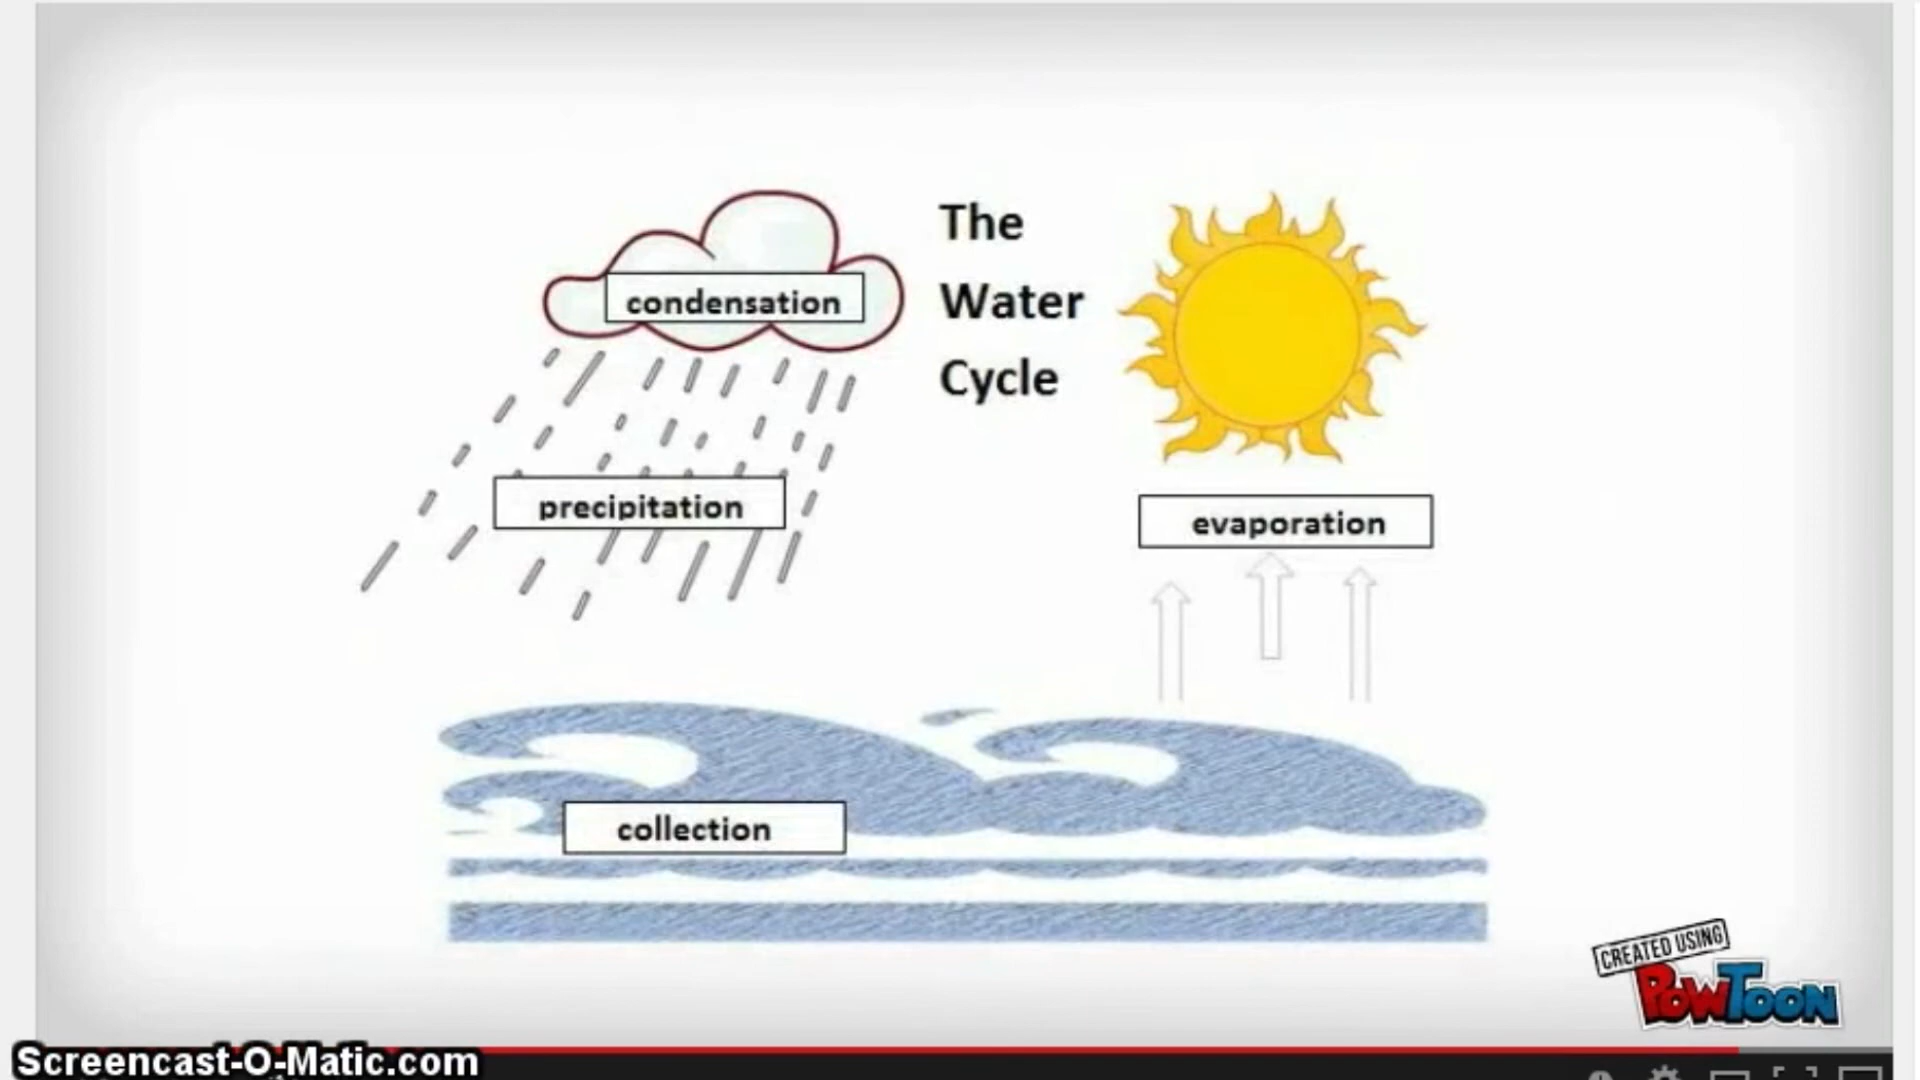 The
Water
Cycle
condensation
precipitation
evaporation
collection
CREATED USING
POWTOON
Screencast-O-Matic.com